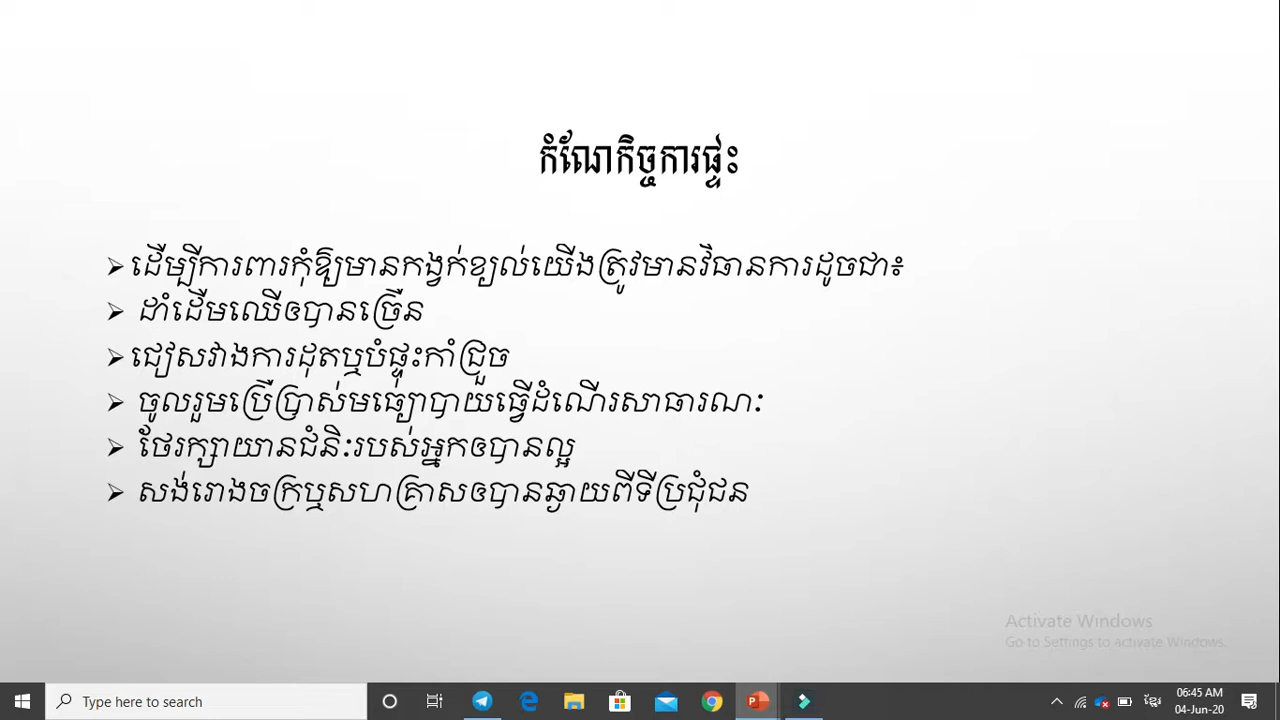 កំណែកិច្ចការផ្ទះ
➢ ដើម្បីការពារកុំឱ្យមានកង្វក់ខ្យល់យើងត្រូវមានវិធានការដូចជា៖
➢ ដាំដើមឈើឲបានច្រើន
➢ ជៀសវាងការដុតឬបំផ្ទុះកាំជ្រួច
➢ ចូលរួមប្រើប្រាស់មធ្យោបាយធ្វើដំណើរសាធារណៈ
➢ ថែរក្សាយានជំនិៈរបស់អ្នកឲបានល្អ
➢ សង់រោងចក្រឬសហគ្រាសឲបានឆ្ងាយពីទីប្រជុំជន
Activate Windows
Go to Settings to activate Windows.
Type here to search
06:45 AM
04-Jun-20